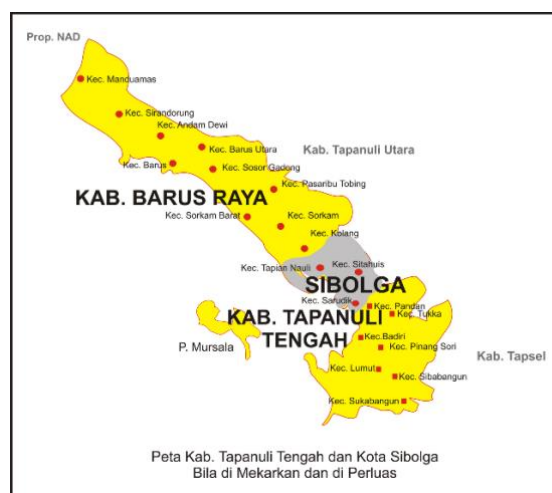 Prop. NAD
Kec. Manduamas
Kec. Sirandorung
Kec. Andam Dewi
Kec. Barus Utara
Kab. Tapanuli Utara
Kec. Barus
Kec. Sosor Gadong
Kec. Pasaribu Tobing
KAB. BARUS RAYA
Kec. Sorkam Barat
Kec. Sorkam
Kec. Kolang
Kec. Tapian Nauli
Kec. Sitahuis
SIBOLGA
Kec. Sarudik
Kec. Pandan
Kec. Tukka
KAB. TAPANULI
TENGAH
Kec.Badiri
P. Mursala
Kec. Pinang Sori
Kab. Tapsel
Kec. Lumut
Kec. Sibabangun
Kec. Sukabangun
Peta Kab. Tapanuli Tengah dan Kota Sibolga
Bila di Mekarkan dan di Perluas